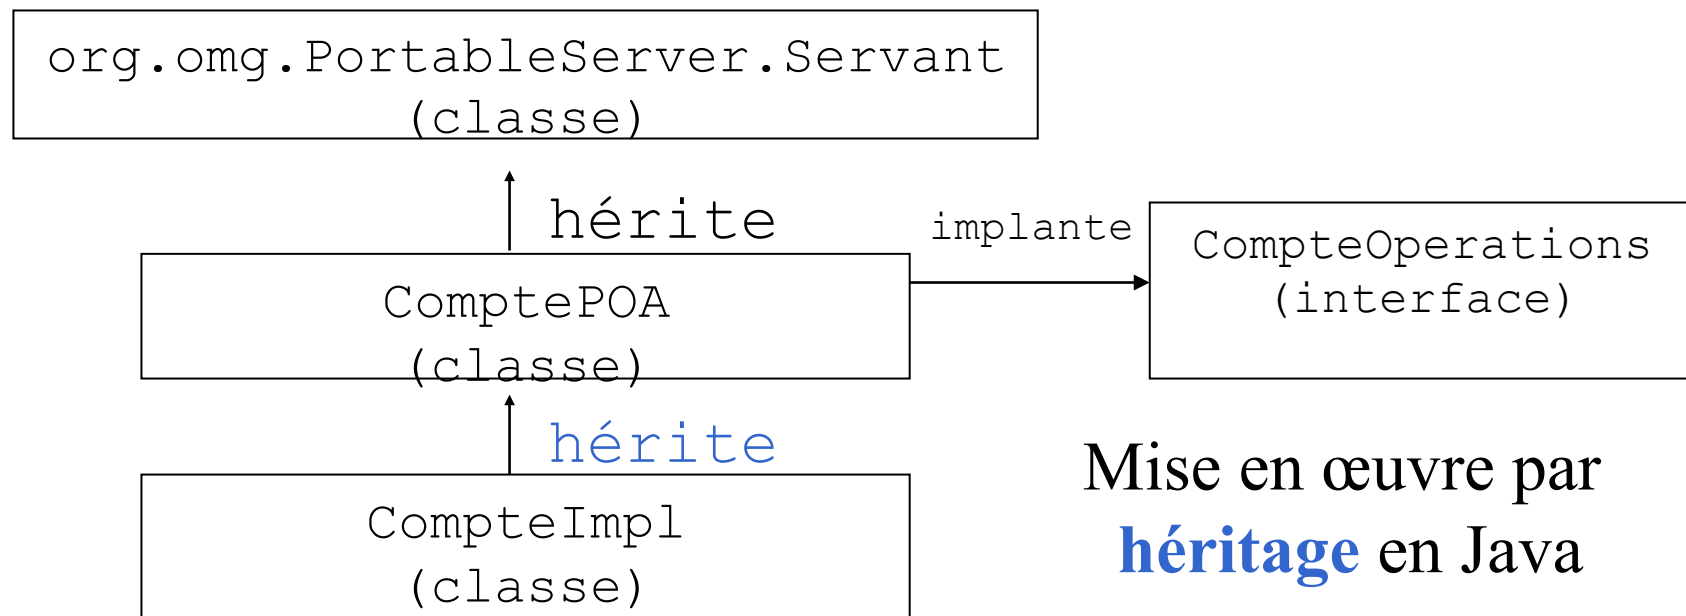 org.omg.PortableServer.Servant
(classe)
hérite
implante
CompteOperations
(interface)
ComptePOA
(classe)
hérite
Mise en œuvre par
héritage en Java
CompteImpl
(classe)